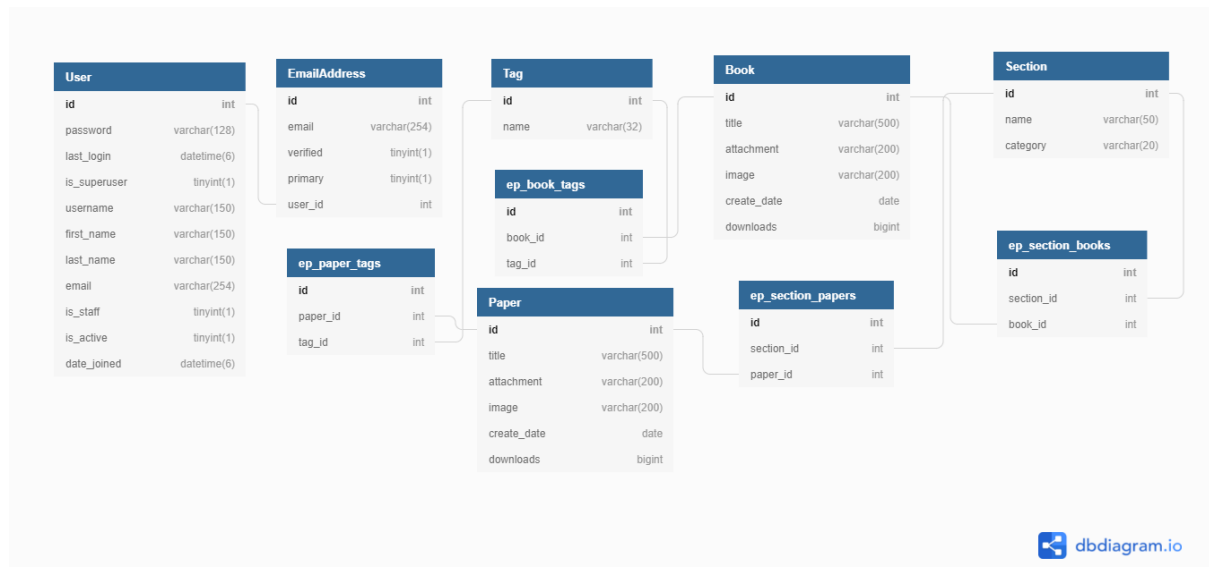 User
id int
password varchar(128)
last_login datetime(6)
is_superuser tinyint(1)
username varchar(150)
first_name varchar(150)
last_name varchar(150)
email varchar(254)
is_staff tinyint(1)
is_active tinyint(1)
date_joined datetime(6)
EmailAddress
id int
email varchar(254)
verified tinyint(1)
primary tinyint(1)
user_id int
ep_paper_tags
id int
paper_id int
tag_id int
Tag
id int
name varchar(32)
ep_book_tags
id int
book_id int
tag_id int
Paper
id int
title varchar(500)
attachment varchar(200)
image varchar(200)
create_date date
downloads bigint
Book
id int
title varchar(500)
attachment varchar(200)
image varchar(200)
create_date date
downloads bigint
ep_section_papers
id int
section_id int
paper_id int
Section
id int
name varchar(50)
category varchar(20)
ep_section_books
id int
section_id int
book_id int
dbdiagram.io